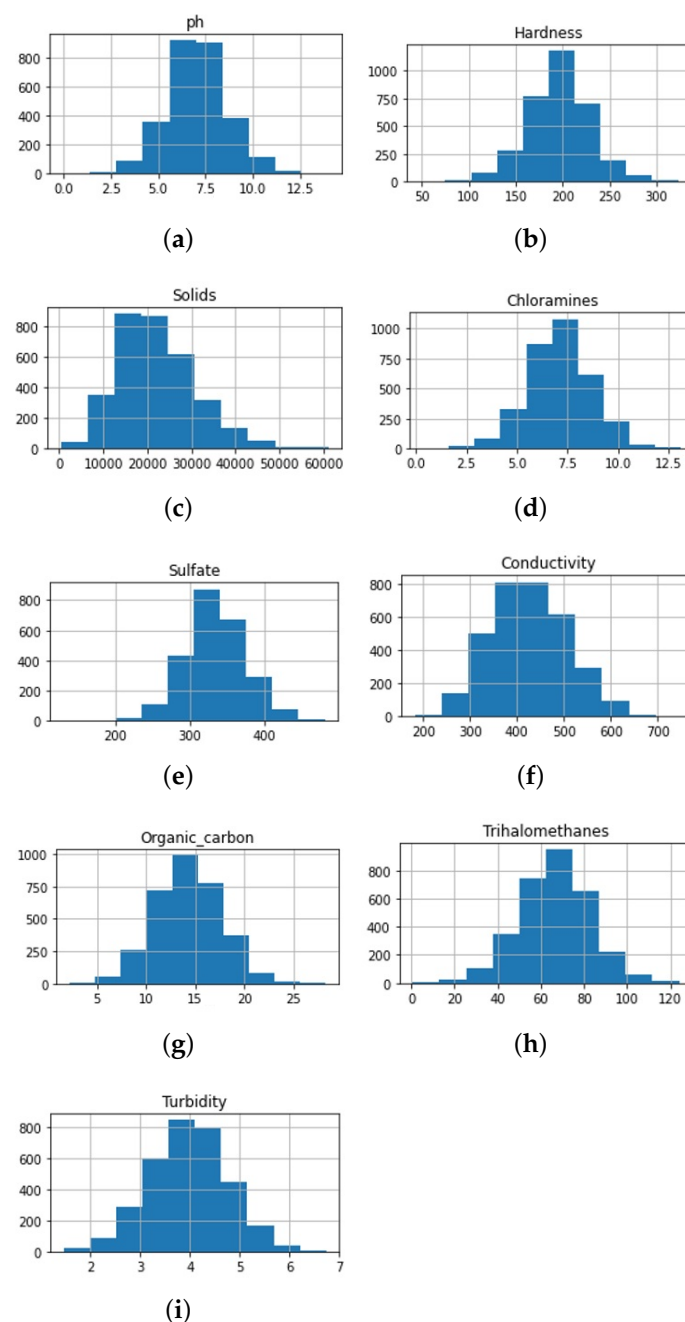 ph
800
600
400
200
0
0.0 2.5 5.0 7.5 10.0 12.5
(a)
Hardness
1000
750
500
250
0
50 100 150 200 250 300
(b)
Solids
800
600
400
200
0
0 10000 20000 30000 40000 50000 60000
(c)
Chloramines
1000
750
500
250
0
0.0 2.5 5.0 7.5 10.0 12.5
(d)
Sulfate
800
600
400
200
0
200 300 400
(e)
Conductivity
800
600
400
200
0
200 300 400 500 600 700
(f)
Organic_carbon
1000
750
500
250
0
5 10 15 20 25
(g)
Trihalomethanes
800
600
400
200
0
0 20 40 60 80 100 120
(h)
Turbidity
800
600
400
200
0
2 3 4 5 6 7
(i)